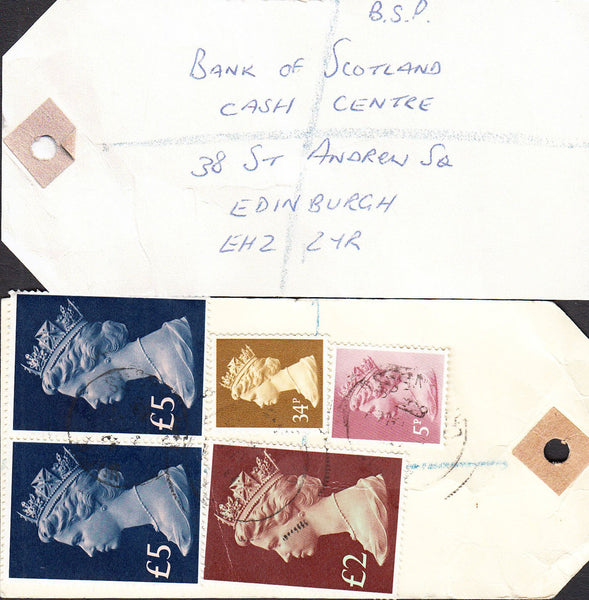 B.S.P.
BANK OF SCOTLAND
CASH CENTRE
38 ST ANDREW SQ
EDINBURGH
EH2 2YR
£5
34P
5P
£5
£2